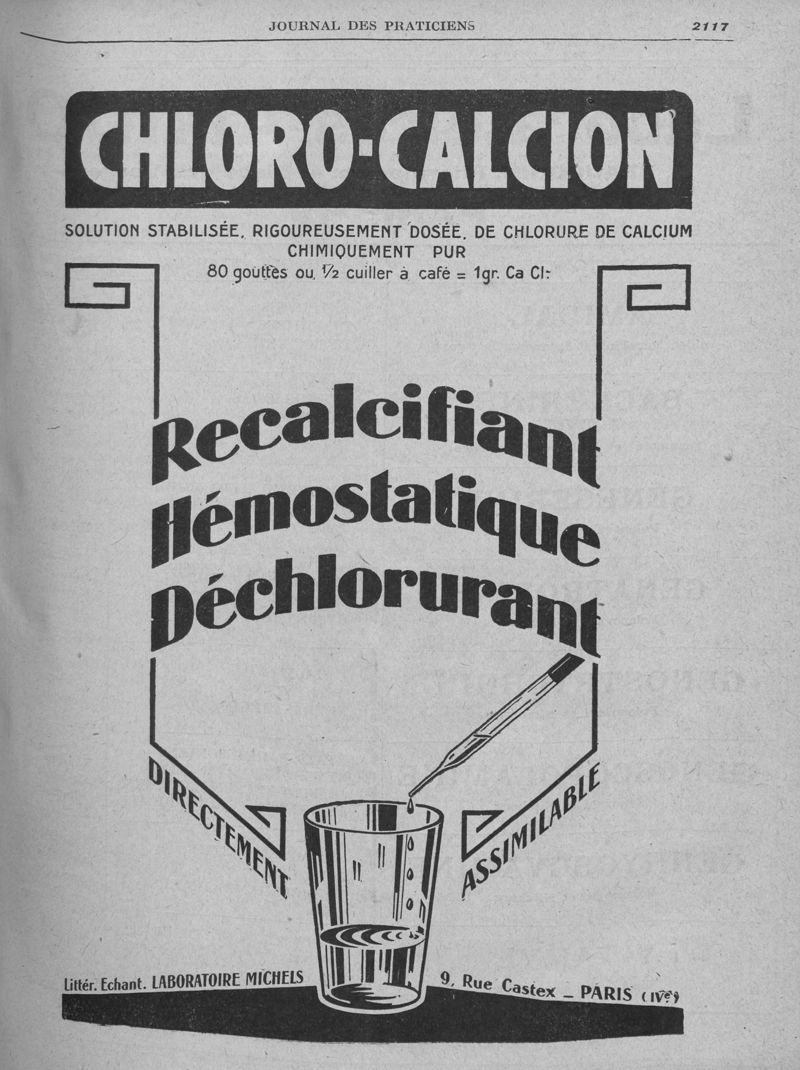 JOURNAL DES PRATICIENS
2117
CHLORO-CALCION
SOLUTION STABILISÉE, RIGOUREUSEMENT DOSÉE, DE CHLORURE DE CALCIUM
CHIMIQUEMENT PUR
80 gouttes ou 1/2 cuiller à café = 1gr. Ca Cl²
Recalcifiant
Hémostatique
Déchlorurant
DIRECTEMENT
ASSIMILABLE
Littér. Echant. LABORATOIRE MICHELS
9, Rue Castex _ PARIS (IVe)